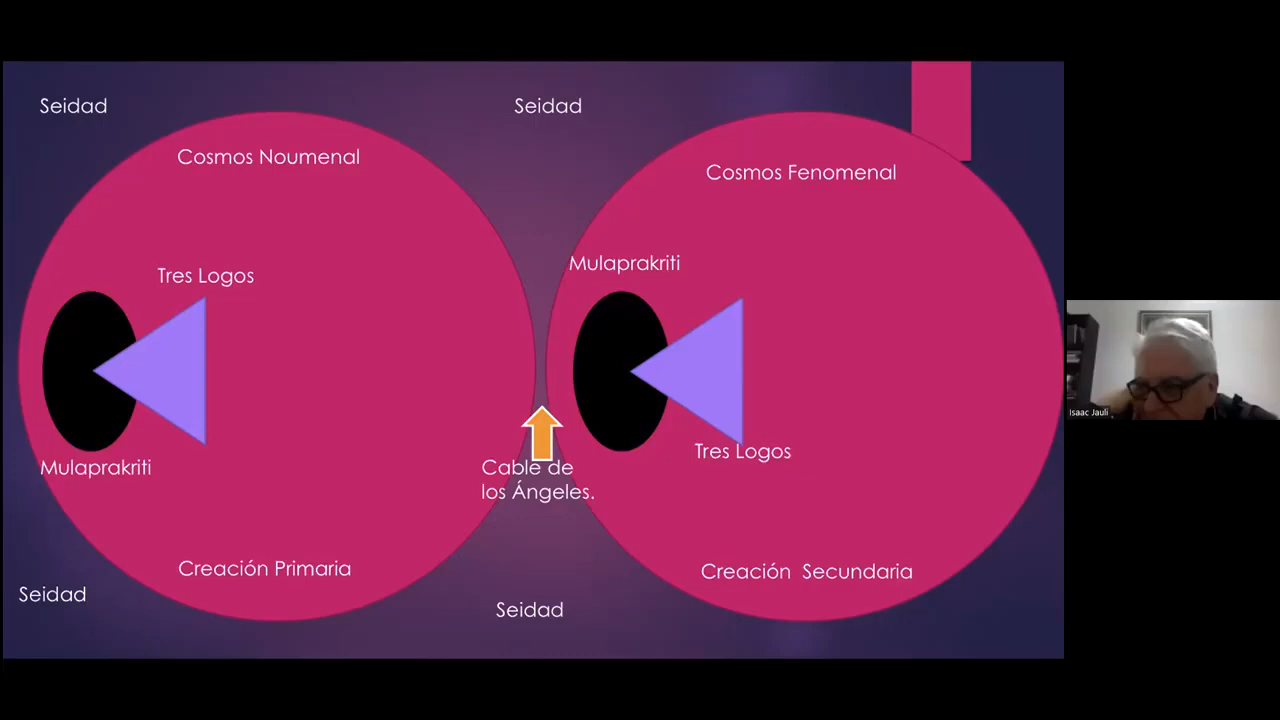 Seidad
Seidad
Cosmos Noumenal
Cosmos Fenomenal
Mulaprakriti
Tres Logos
Tres Logos
Mulaprakriti
Cable de
los Ángeles.
Creación Primaria
Creación Secundaria
Seidad
Seidad
Isaac Jauli